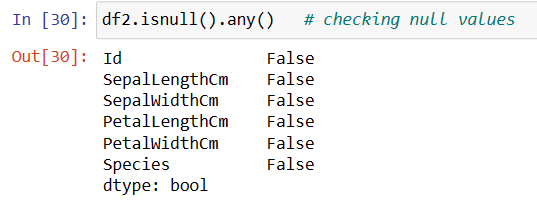 In [30]: df2.isnull().any()   # checking null values
Out[30]: Id                False
SepalLengthCm    False
SepalWidthCm     False
PetalLengthCm    False
PetalWidthCm     False
Species          False
dtype: bool